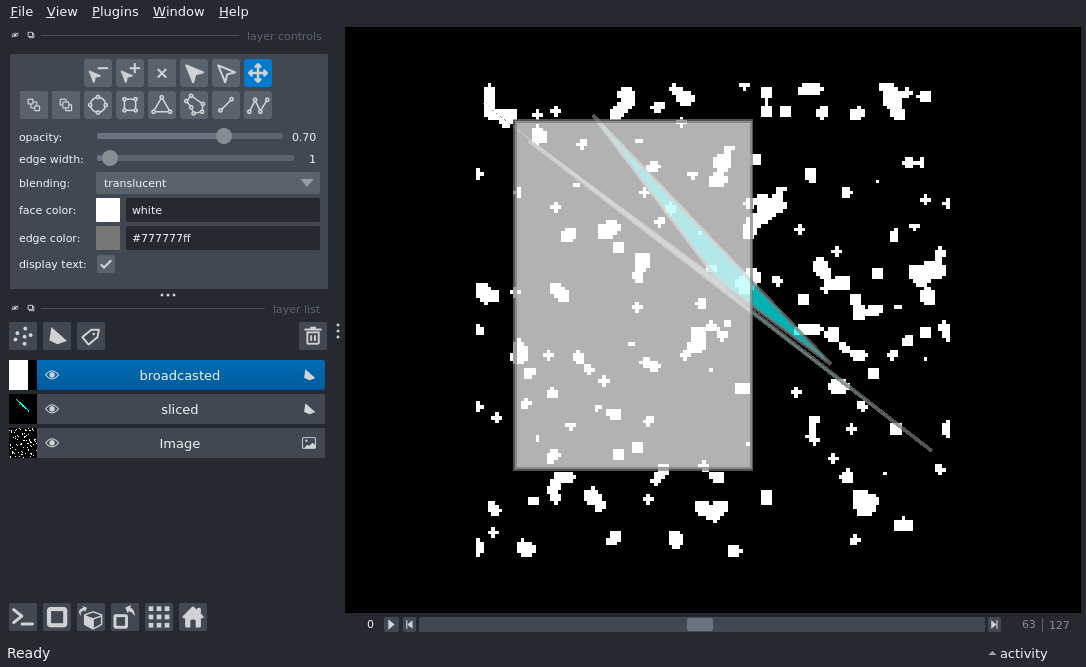 File View Plugins Window Help
layer controls
opacity: 0.70
edge width: 1
blending: translucent
face color: white
edge color: #777777ff
display text:
layer list
broadcasted
sliced
Image
0 63 127
Ready activity